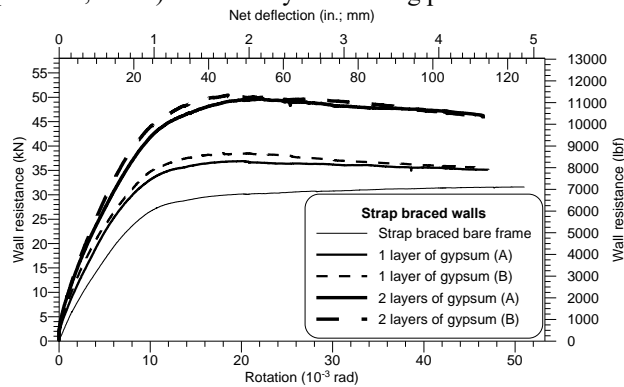 Net deflection (in.; mm)
0 1 2 3 4 5
20 40 60 80 100 120
Wall resistance (kN)
55
50
45
40
35
30
25
20
15
10
5
0
13000
12000
11000
10000
9000
8000
7000
6000
5000
4000
3000
2000
1000
0
Wall resistance (lbf)
Strap braced walls
Strap braced bare frame
1 layer of gypsum (A)
1 layer of gypsum (B)
2 layers of gypsum (A)
2 layers of gypsum (B)
0 10 20 30 40 50
Rotation (10⁻³ rad)